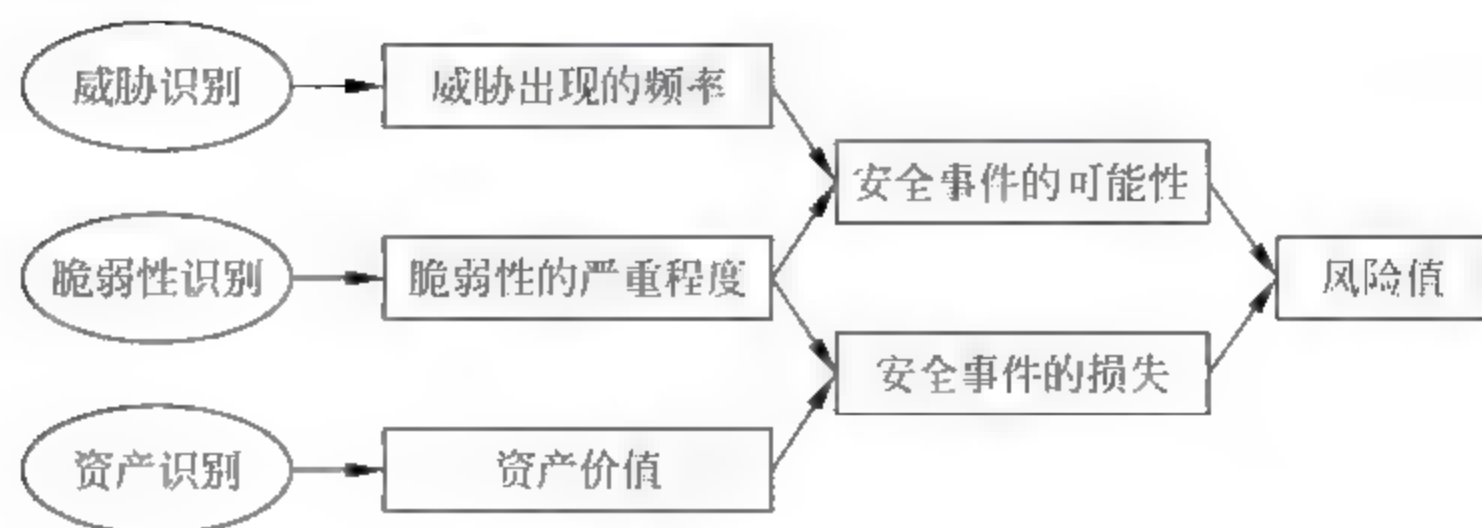 威胁识别
威胁出现的频率
安全事件的可能性
脆弱性识别
脆弱性的严重程度
风险值
安全事件的损失
资产识别
资产价值